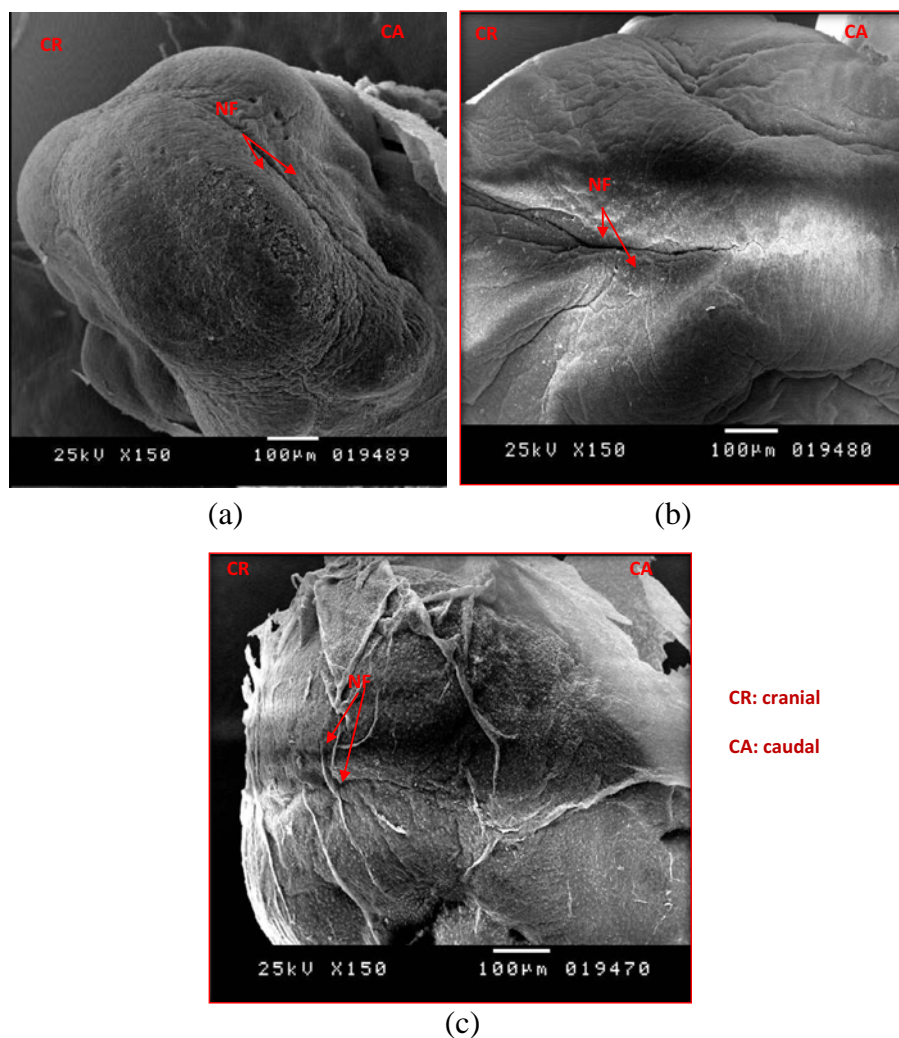 CR CA
NF
25kV X150 100µm 019489
(a)
CR CA
NF
25kV X150 100µm 019480
(b)
CR CA
NF
25kV X150 100µm 019470
(c)
CR: cranial
CA: caudal